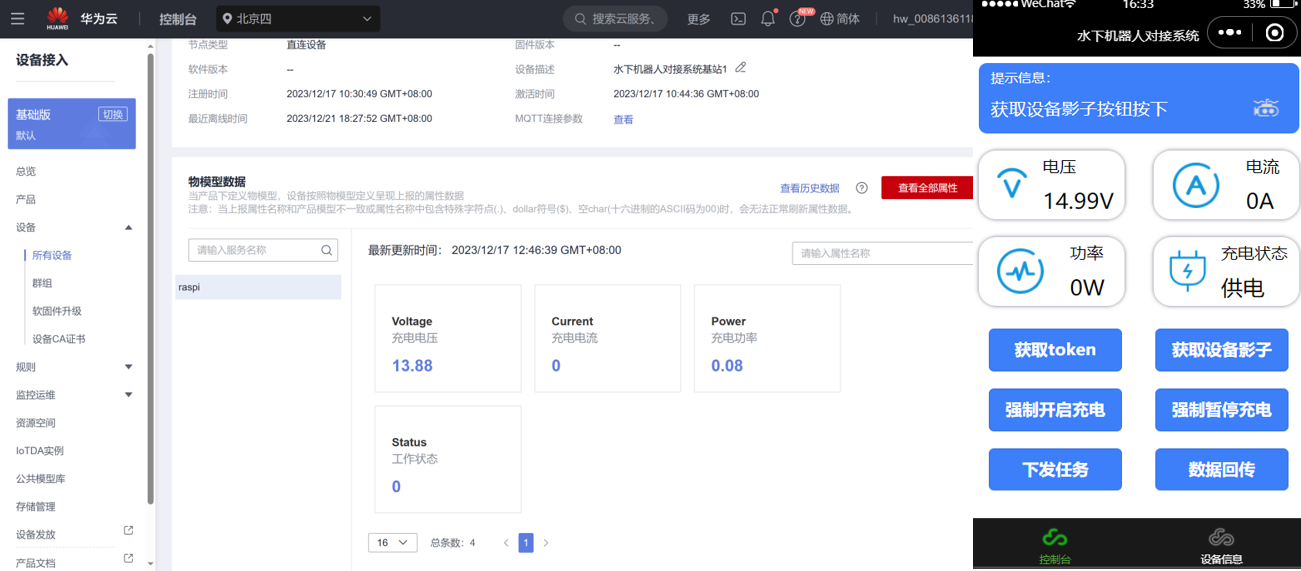 HUAWEI
华为云
控制台
北京四
搜索云服务、
更多
NEW
简体
hw_0086136118
设备接入
基础版
切换
默认
总览
产品
设备
所有设备
群组
软固件升级
设备CA证书
规则
监控运维
资源空间
IoTDA实例
公共模型库
存储管理
设备发放
产品文档
节点类型 直连设备 固件版本 --
软件版本 -- 设备描述 水下机器人对接系统基站1
注册时间 2023/12/17 10:30:49 GMT+08:00 激活时间 2023/12/17 10:44:36 GMT+08:00
最近离线时间 2023/12/21 18:27:52 GMT+08:00 MQTT连接参数 查看
物模型数据
当产品下定义物模型，设备按照物模型定义呈现上报的属性数据
注意：当上报属性名称和产品模型不一致或属性名称中包含特殊字符点(.)、dollar符号($)、空char(十六进制的ASCII码为00)时，会无法正常刷新属性数据。
查看历史数据
查看全部属性
请输入服务名称
最新更新时间： 2023/12/17 12:46:39 GMT+08:00
请输入属性名称
raspi
Voltage
充电电压
13.88
Current
充电电流
0
Power
充电功率
0.08
Status
工作状态
0
16
总条数： 4
1
WeChat
16:33
33%
水下机器人对接系统
提示信息：
获取设备影子按钮按下
电压
14.99V
电流
0A
功率
0W
充电状态
供电
获取token
获取设备影子
强制开启充电
强制暂停充电
下发任务
数据回传
控制台
设备信息